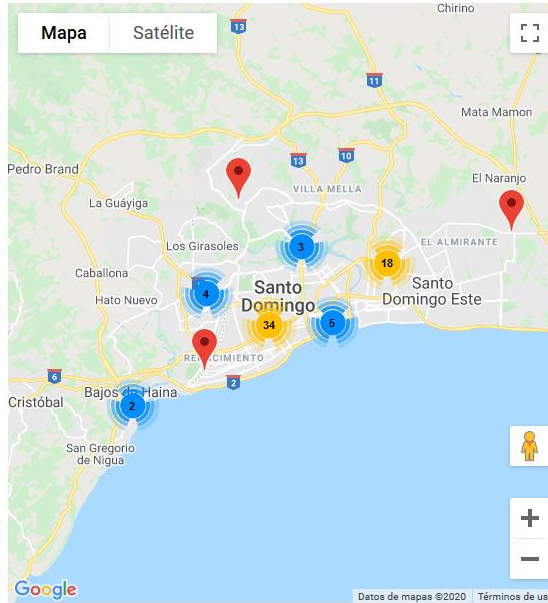 Chirino
Mapa
Satélite
13
11
Mata Mamon
13
10
Pedro Brand
El Naranjo
VILLA MELLA
La Guáyiga
Los Girasoles
3
EL ALMIRANTE
18
Caballona
4
Santo
Domingo
Santo
Domingo Este
Hato Nuevo
34
5
6
2
Bajos de Haina
Cristóbal
2
San Gregorio
de Nigua
+
−
Google
Datos de mapas ©2020
Términos de us